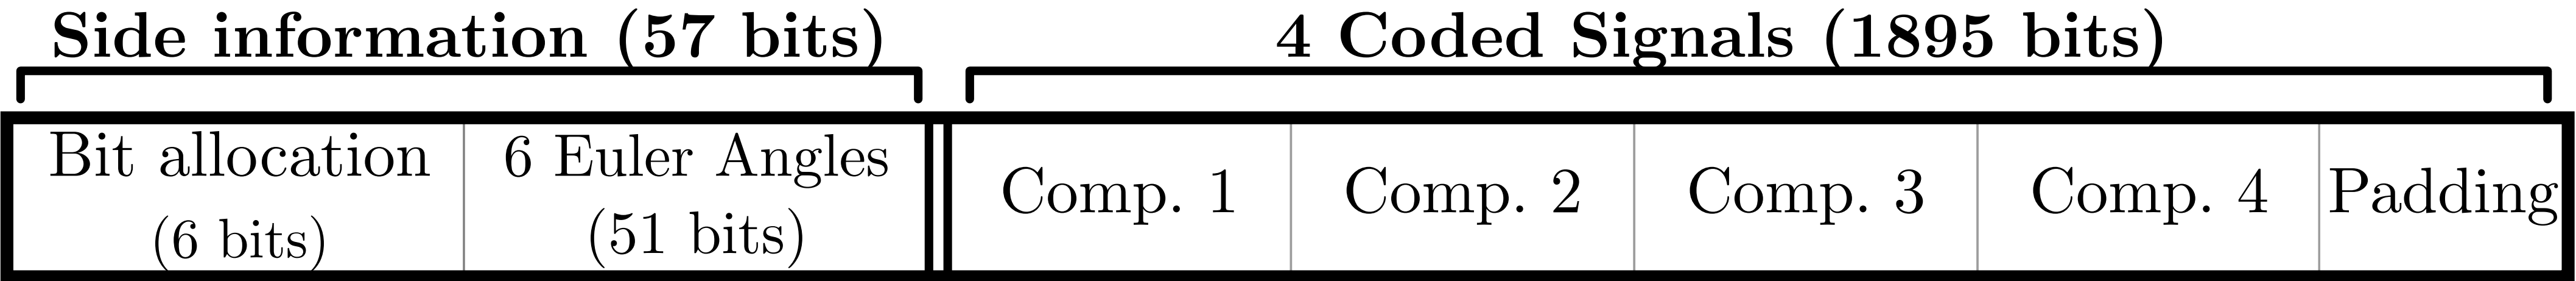 Side information (57 bits)
4 Coded Signals (1895 bits)
Bit allocation
(6 bits)
6 Euler Angles
(51 bits)
Comp. 1
Comp. 2
Comp. 3
Comp. 4
Padding